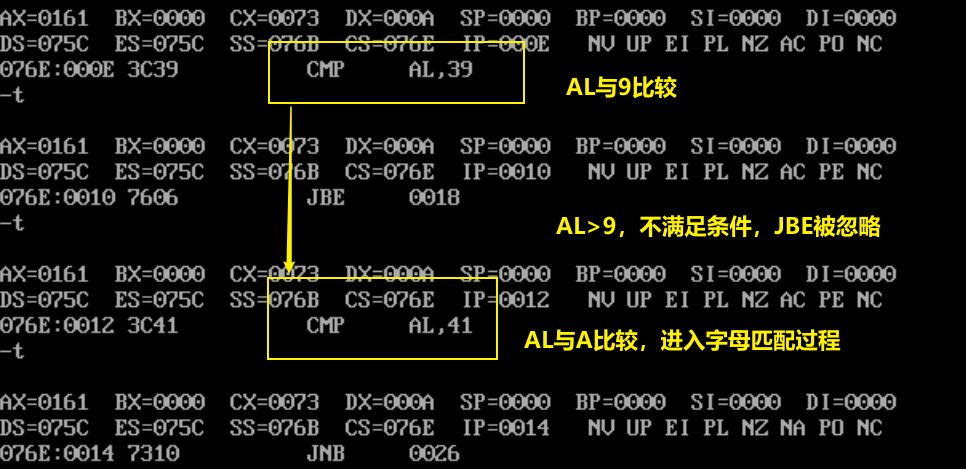 AX=0161 BX=0000 CX=0073 DX=000A SP=0000 BP=0000 SI=0000 DI=0000
DS=075C ES=075C SS=076B CS=076E IP=000E NV UP EI PL NZ AC PO NC
076E:000E 3C39 CMP AL,39
AL与9比较
-t
AX=0161 BX=0000 CX=0073 DX=000A SP=0000 BP=0000 SI=0000 DI=0000
DS=075C ES=075C SS=076B CS=076E IP=0010 NV UP EI PL NZ AC PE NC
076E:0010 7606 JBE 0018
-t
AL>9，不满足条件，JBE被忽略
AX=0161 BX=0000 CX=0073 DX=000A SP=0000 BP=0000 SI=0000 DI=0000
DS=075C ES=075C SS=076B CS=076E IP=0012 NV UP EI PL NZ AC PE NC
076E:0012 3C41 CMP AL,41
AL与A比较，进入字母匹配过程
-t
AX=0161 BX=0000 CX=0073 DX=000A SP=0000 BP=0000 SI=0000 DI=0000
DS=075C ES=075C SS=076B CS=076E IP=0014 NV UP EI PL NZ NA PO NC
076E:0014 7310 JNB 0026